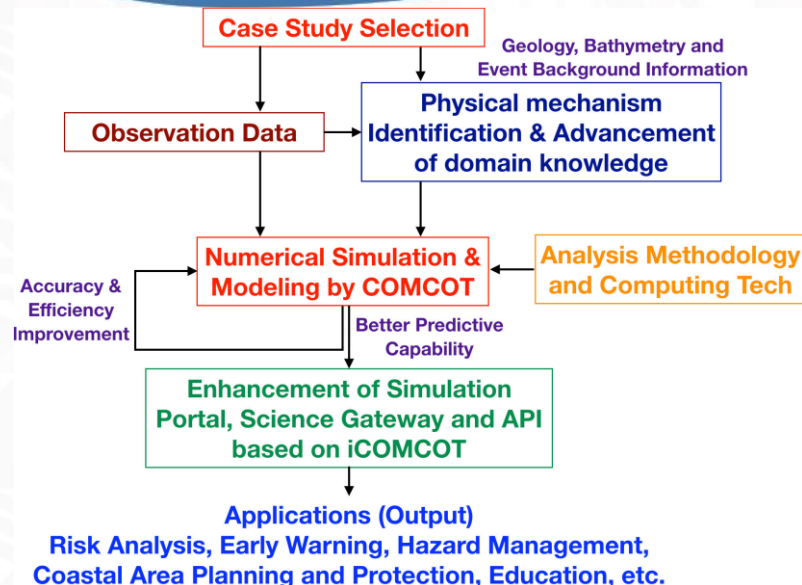 Case Study Selection
Geology, Bathymetry and
Event Background Information
Observation Data
Physical mechanism
Identification & Advancement
of domain knowledge
Numerical Simulation &
Modeling by COMCOT
Analysis Methodology
and Computing Tech
Accuracy &
Efficiency
Improvement
Better Predictive
Capability
Enhancement of Simulation
Portal, Science Gateway and API
based on iCOMCOT
Applications (Output)
Risk Analysis, Early Warning, Hazard Management,
Coastal Area Planning and Protection, Education, etc.